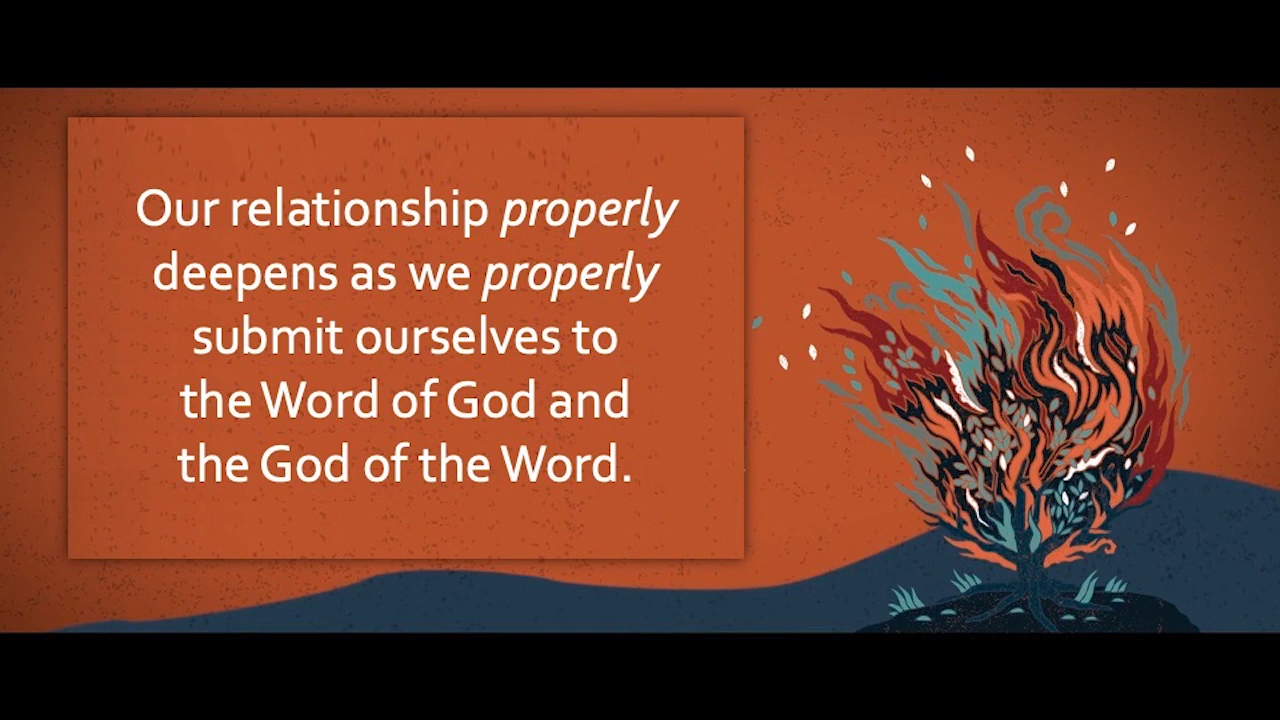 Our relationship properly
deepens as we properly
submit ourselves to
the Word of God and
the God of the Word.